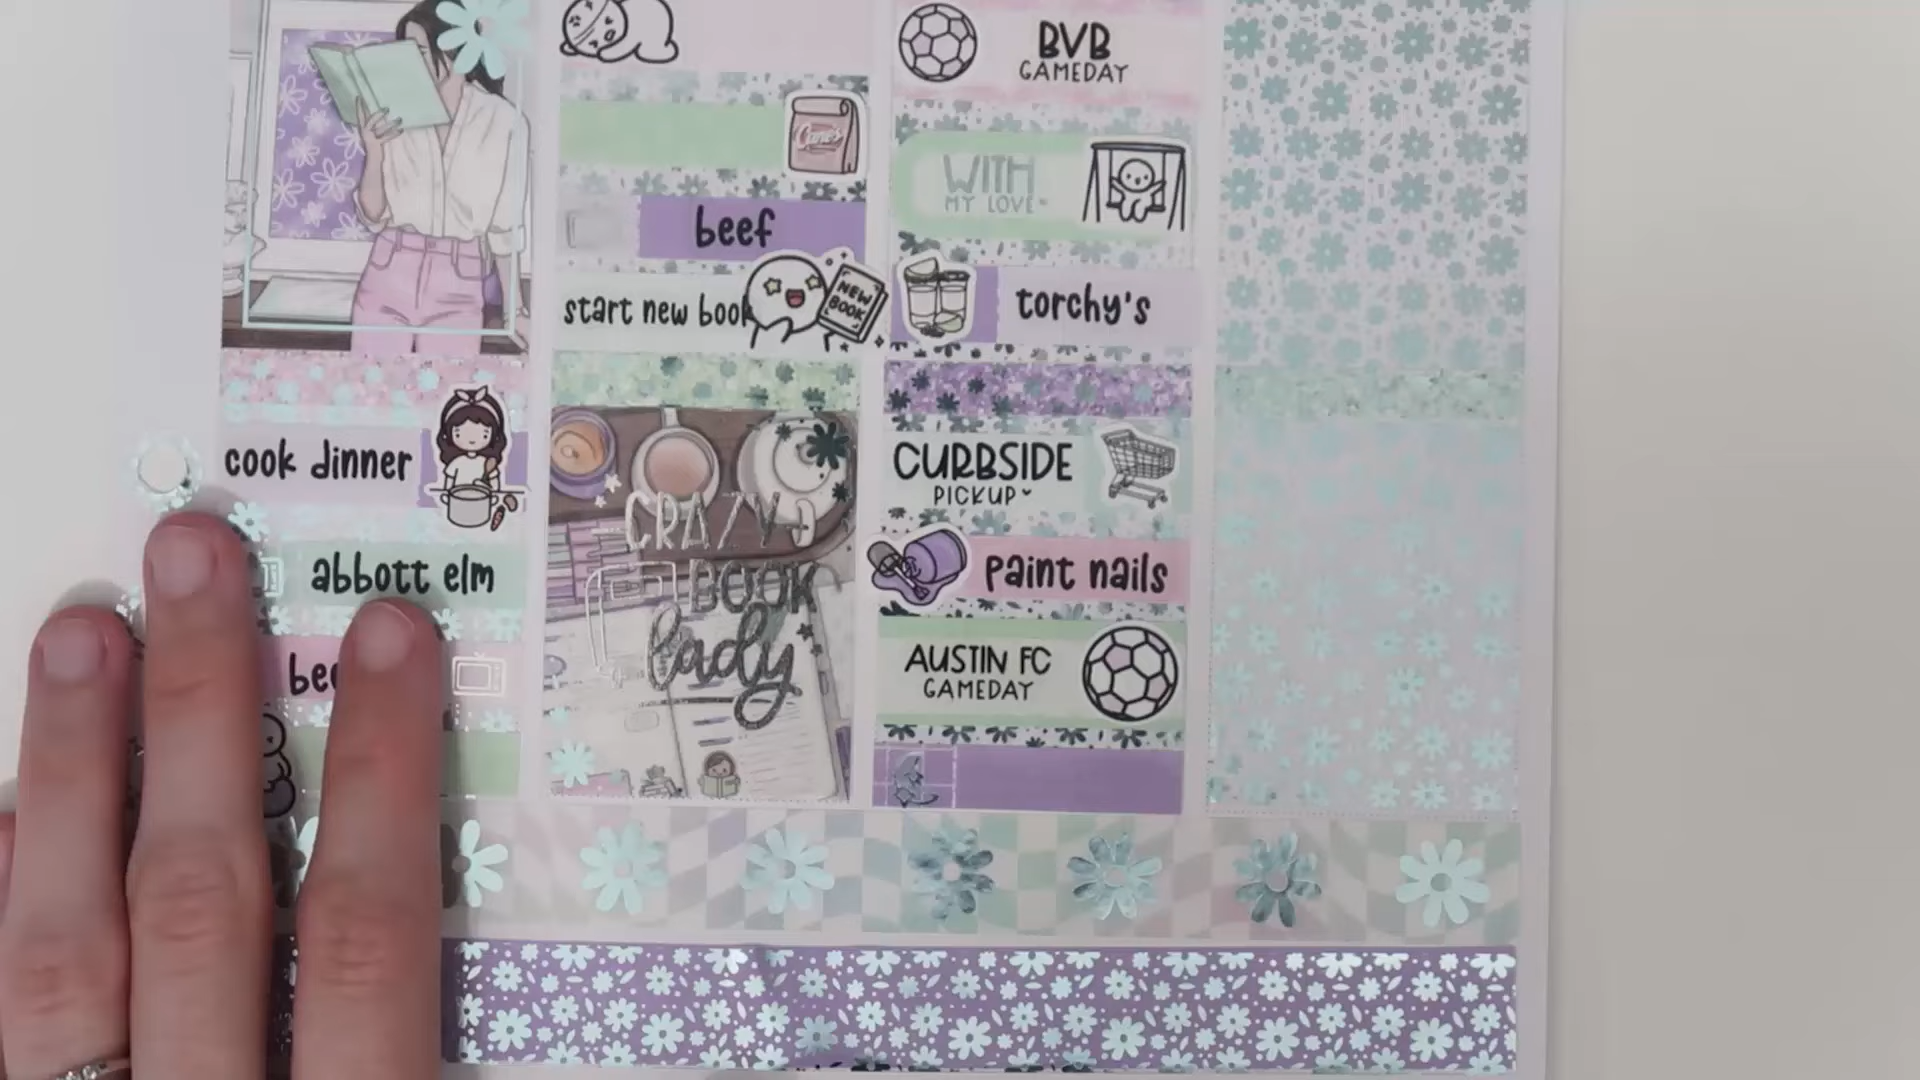 cook dinner
abbott elm
Cane's
beef
start new book
NEW
BOOK
CRAZY
BOOK
lady
BVB
GAMEDAY
WITH
MY LOVE
torchy's
CURBSIDE
PICKUP
paint nails
AUSTIN FC
GAMEDAY